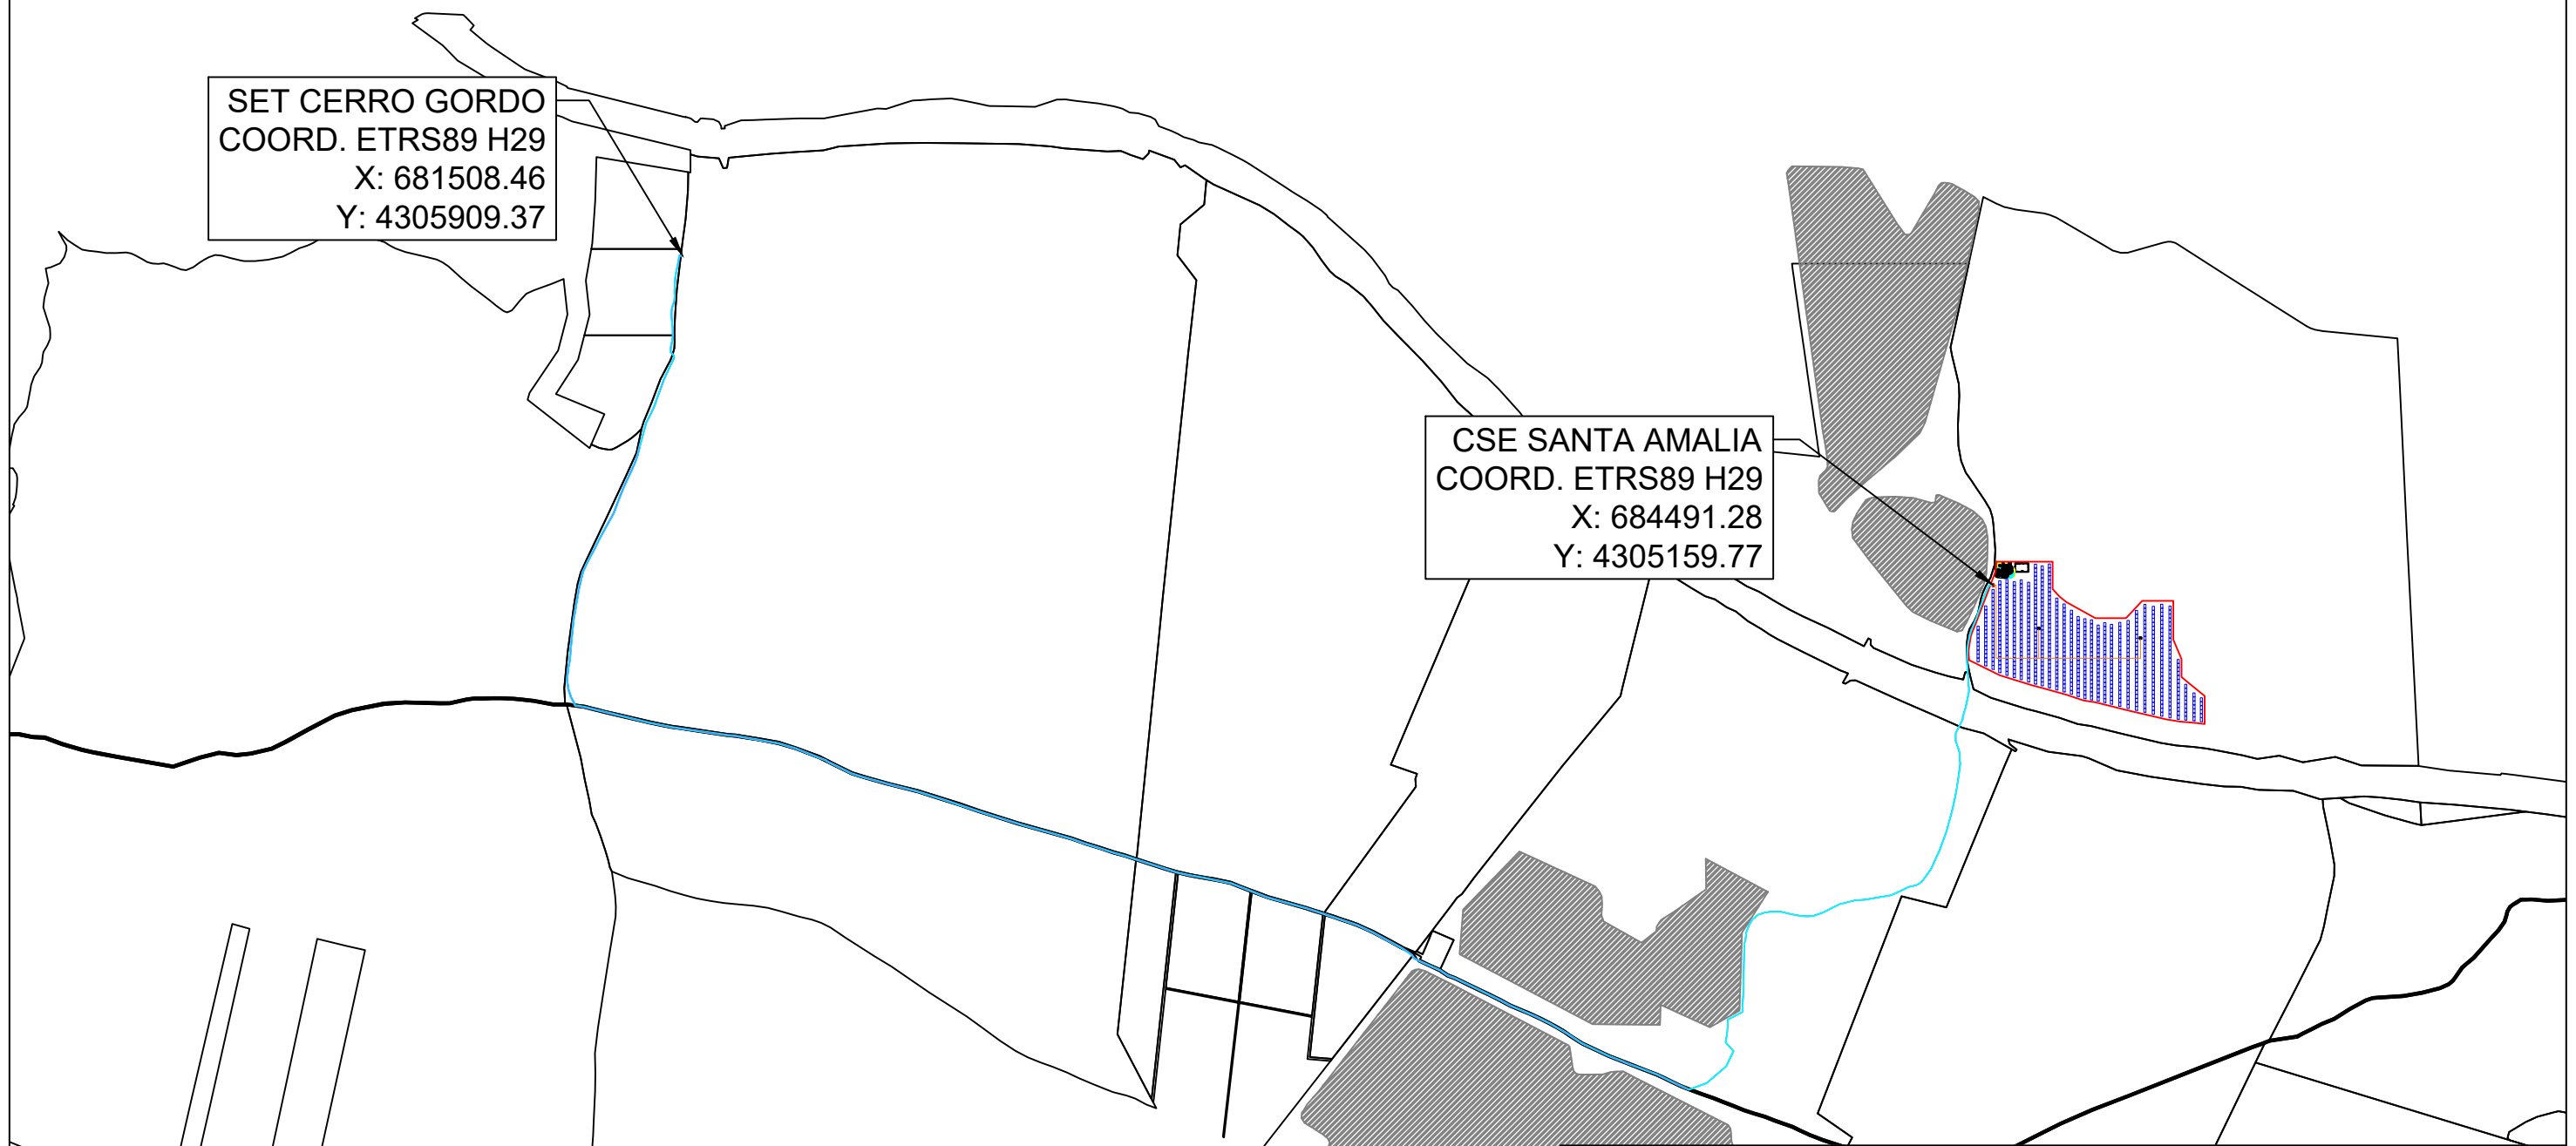 SET CERRO GORDO
COORD. ETRS89 H29
X: 681508.46
Y: 4305909.37
CSE SANTA AMALIA
COORD. ETRS89 H29
X: 684491.28
Y: 4305159.77